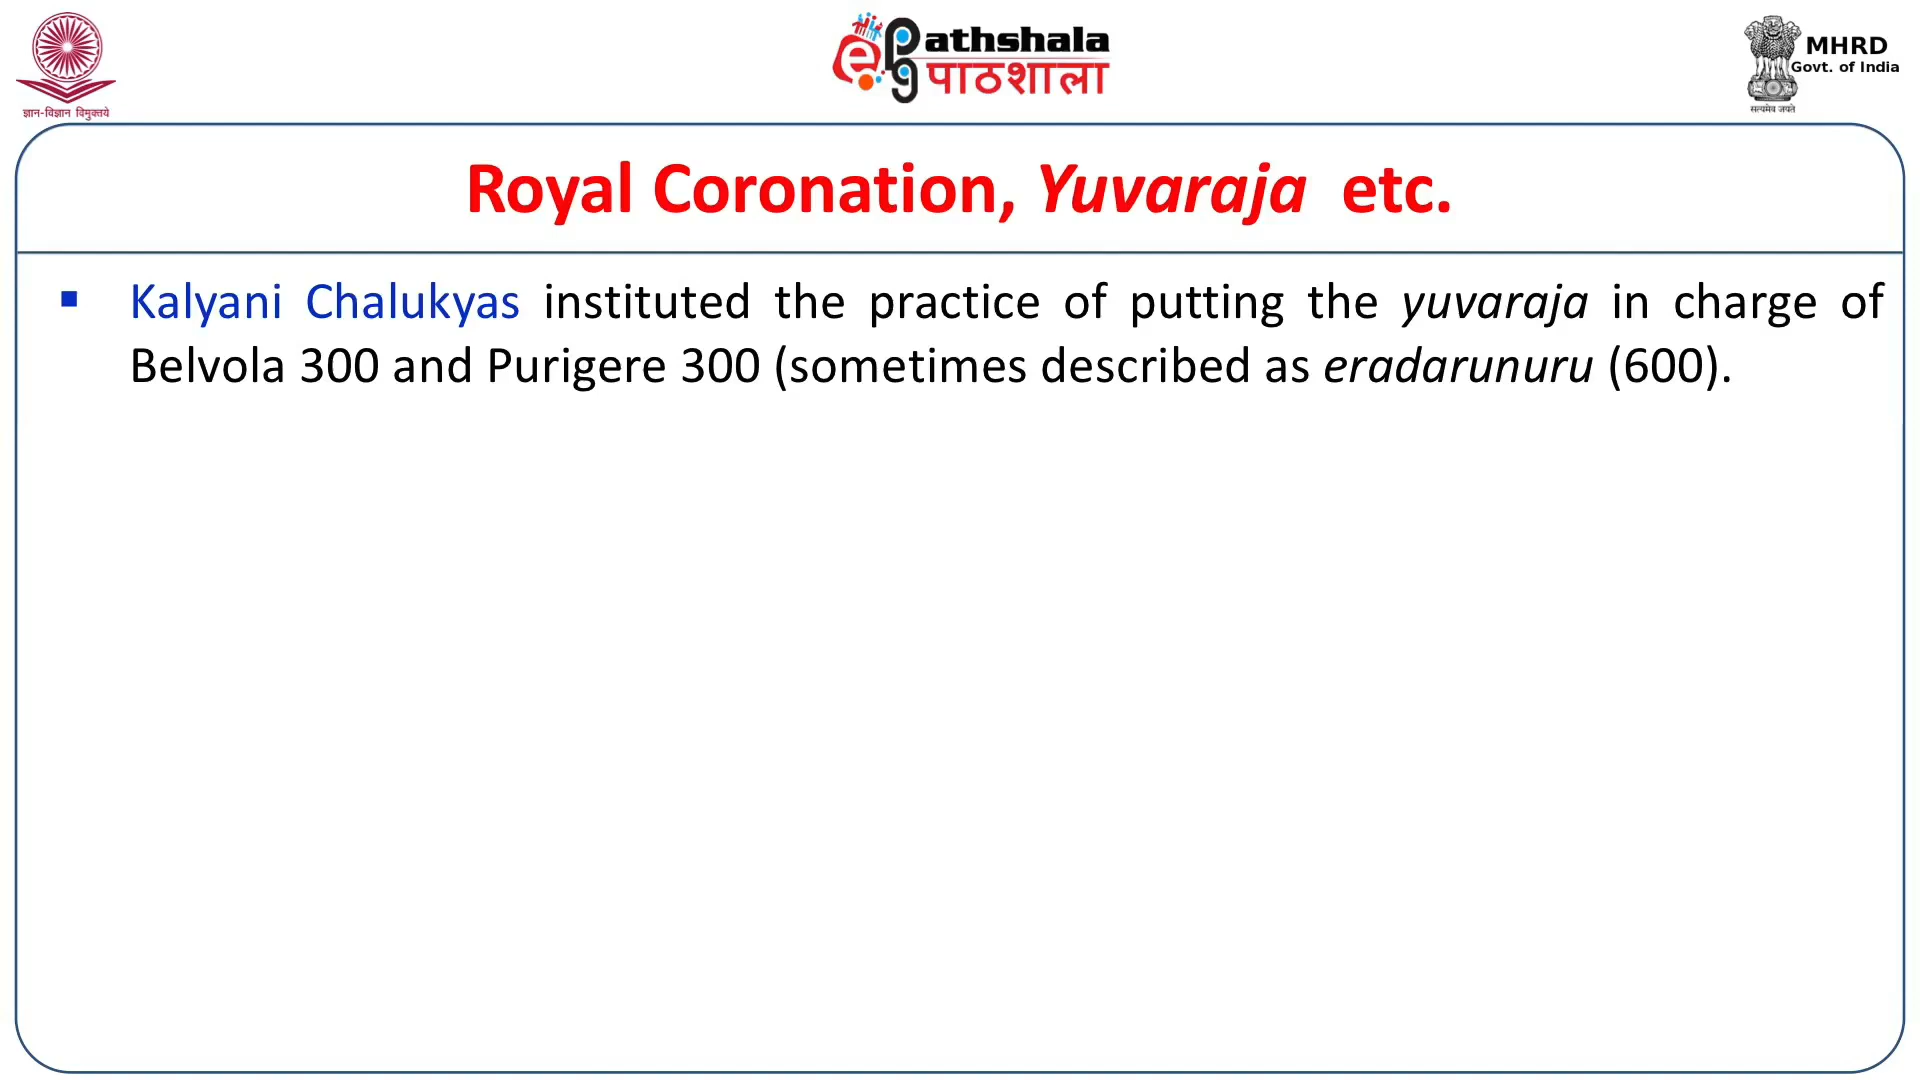 ज्ञान-विज्ञान विमुक्तये
ePG Pathshala
पाठशाला
MHRD
Govt. of India
सत्यमेव जयते
Royal Coronation, Yuvaraja etc.
▪ Kalyani Chalukyas instituted the practice of putting the yuvaraja in charge of
Belvola 300 and Purigere 300 (sometimes described as eradarunuru (600).